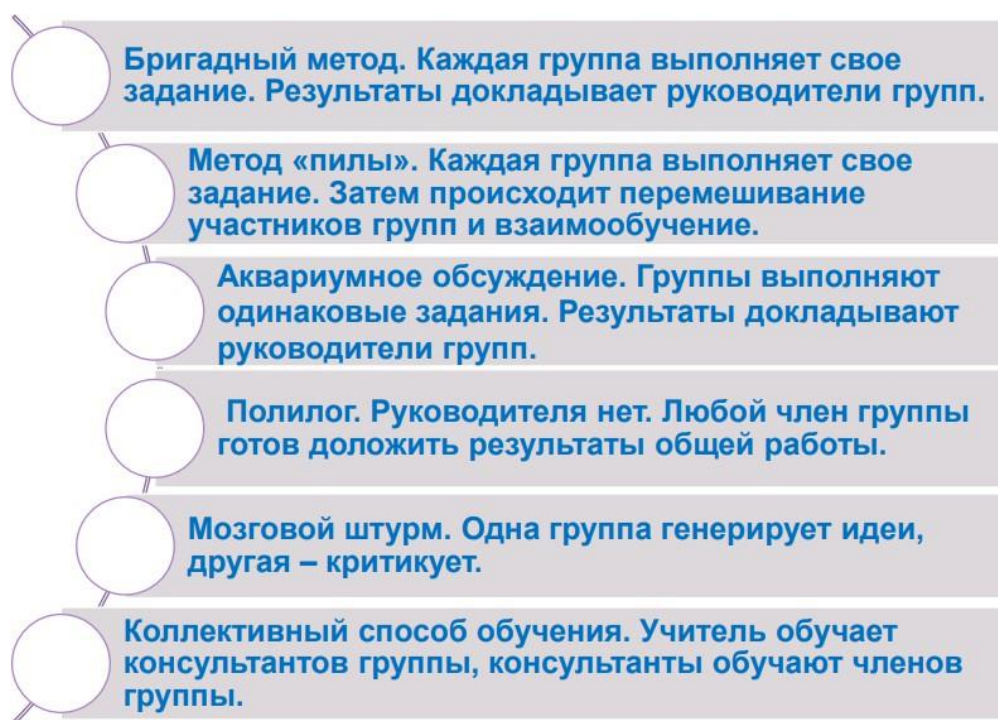 Бригадный метод. Каждая группа выполняет свое
задание. Результаты докладывает руководители групп.
Метод «пилы». Каждая группа выполняет свое
задание. Затем происходит перемешивание
участников групп и взаимообучение.
Аквариумное обсуждение. Группы выполняют
одинаковые задания. Результаты докладывают
руководители групп.
Полилог. Руководителя нет. Любой член группы
готов доложить результаты общей работы.
Мозговой штурм. Одна группа генерирует идеи,
другая – критикует.
Коллективный способ обучения. Учитель обучает
консультантов группы, консультанты обучают членов
группы.